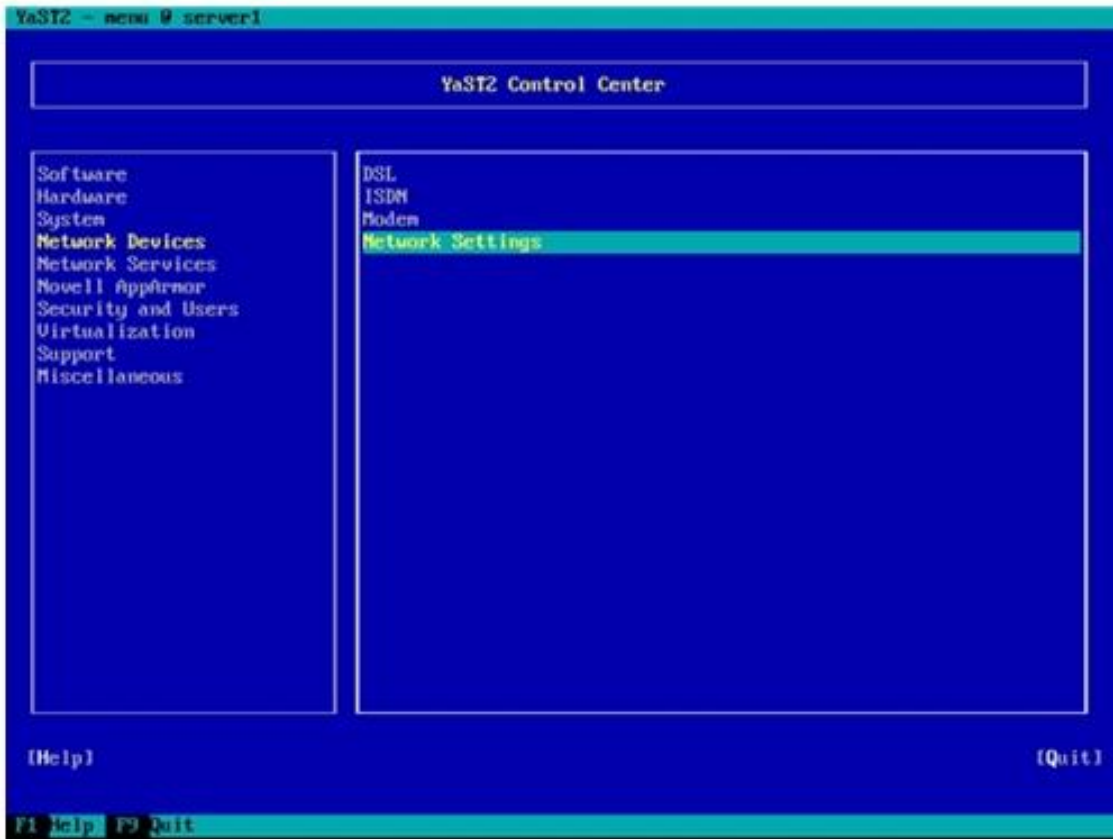 YaST2 - menu @ server1
YaST2 Control Center
Software
Hardware
System
Network Devices
Network Services
Novell AppArmor
Security and Users
Virtualization
Support
Miscellaneous
DSL
ISDN
Modem
Network Settings
[Help]
[Quit]
F1 Help F9 Quit